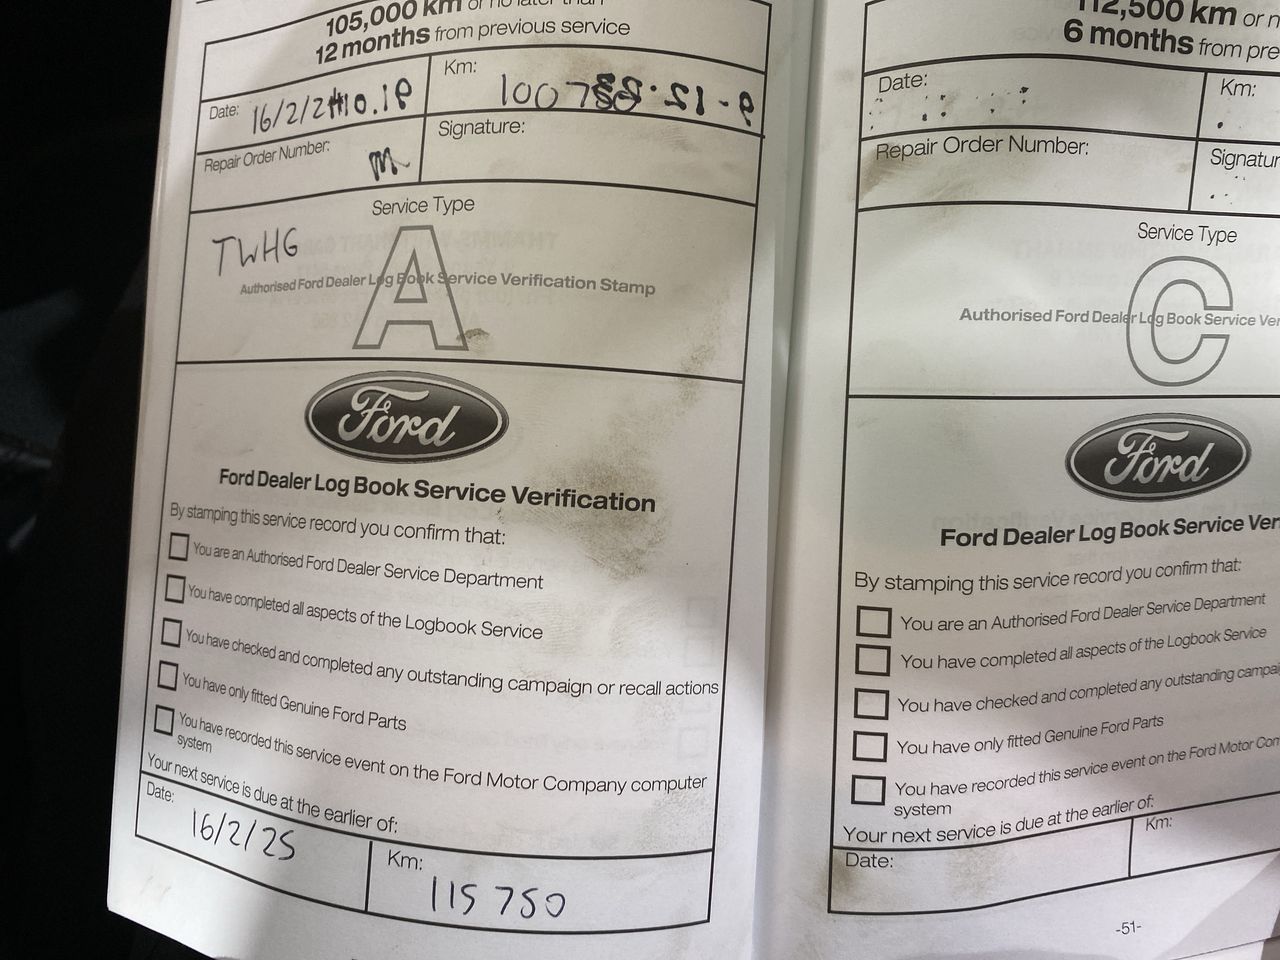 105,000 km or no later than
12 months from previous service
Date: 16/2/24
Km: 100
Repair Order Number:
Signature:
Service Type
TWHG
A
Authorised Ford Dealer Log Book Service Verification Stamp
Ford
Ford Dealer Log Book Service Verification
By stamping this service record you confirm that:
You are an Authorised Ford Dealer Service Department
You have completed all aspects of the Logbook Service
You have checked and completed any outstanding campaign or recall actions
You have only fitted Genuine Ford Parts
You have recorded this service event on the Ford Motor Company computer
system
Your next service is due at the earlier of:
Date: 16/2/25
Km: 115 750
112,500 km or n
6 months from pre
Date:
Km:
Repair Order Number:
Signatur
Service Type
C
Authorised Ford Dealer Log Book Service Ver
Ford
Ford Dealer Log Book Service Ver
By stamping this service record you confirm that:
You are an Authorised Ford Dealer Service Department
You have completed all aspects of the Logbook Service
You have checked and completed any outstanding campai
You have only fitted Genuine Ford Parts
You have recorded this service event on the Ford Motor Com
system
Your next service is due at the earlier of:
Date:
Km:
-51-